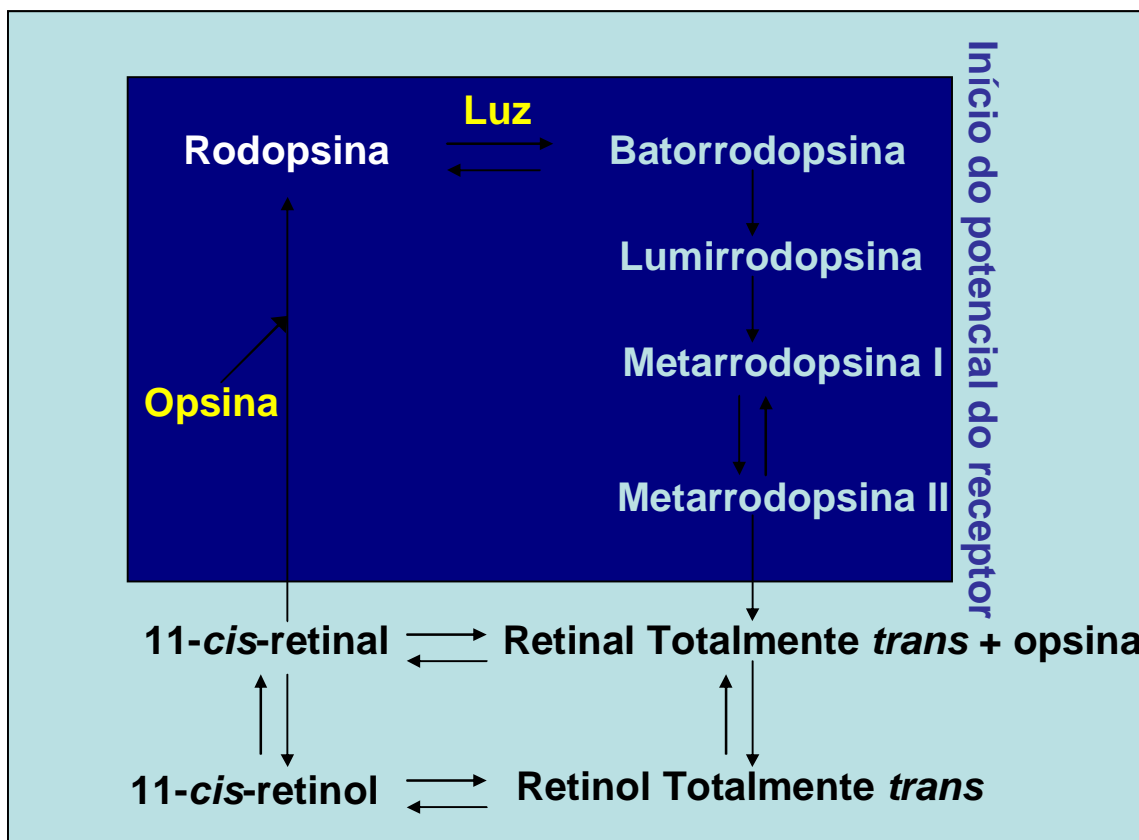 Luz
Rodopsina
Batorrodopsina
Lumirrodopsina
Metarrodopsina I
Opsina
Metarrodopsina II
Início do potencial do receptor
11-cis-retinal
Retinal Totalmente trans + opsina
11-cis-retinol
Retinol Totalmente trans